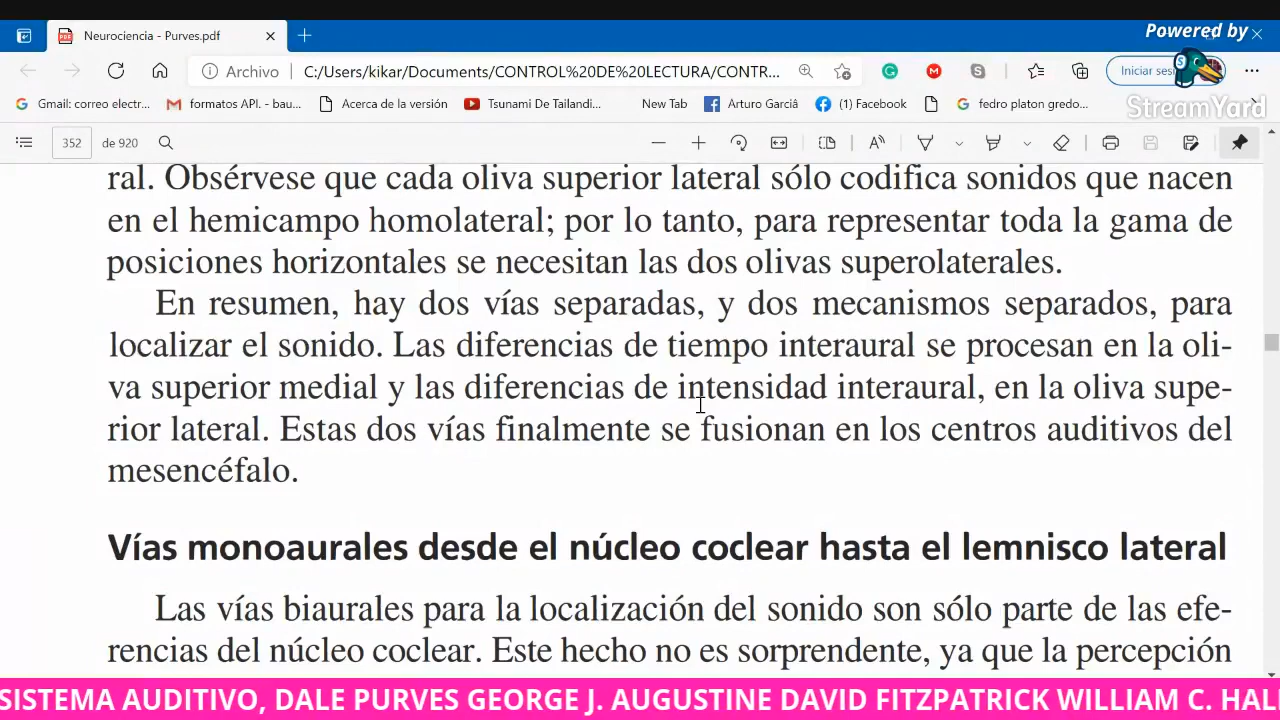 Powered by
Neurociencia - Purves.pdf
Archivo C:/Users/kikar/Documents/CONTROL%20DE%20LECTURA/CONTR... Iniciar sesi
StreamYard
Gmail: correo electr... formatos API. - bau... Acerca de la versión Tsunami De Tailandi... New Tab Arturo Garciâ (1) Facebook fedro platon gredo...
352 de 920
ral. Obsérvese que cada oliva superior lateral sólo codifica sonidos que nacen
en el hemicampo homolateral; por lo tanto, para representar toda la gama de
posiciones horizontales se necesitan las dos olivas superolaterales.
En resumen, hay dos vías separadas, y dos mecanismos separados, para
localizar el sonido. Las diferencias de tiempo interaural se procesan en la oli-
va superior medial y las diferencias de intensidad interaural, en la oliva supe-
rior lateral. Estas dos vías finalmente se fusionan en los centros auditivos del
mesencéfalo.
Vías monoaurales desde el núcleo coclear hasta el lemnisco lateral
Las vías biaurales para la localización del sonido son sólo parte de las efe-
rencias del núcleo coclear. Este hecho no es sorprendente, ya que la percepción
SISTEMA AUDITIVO, DALE PURVES GEORGE J. AUGUSTINE DAVID FITZPATRICK WILLIAM C. HAL